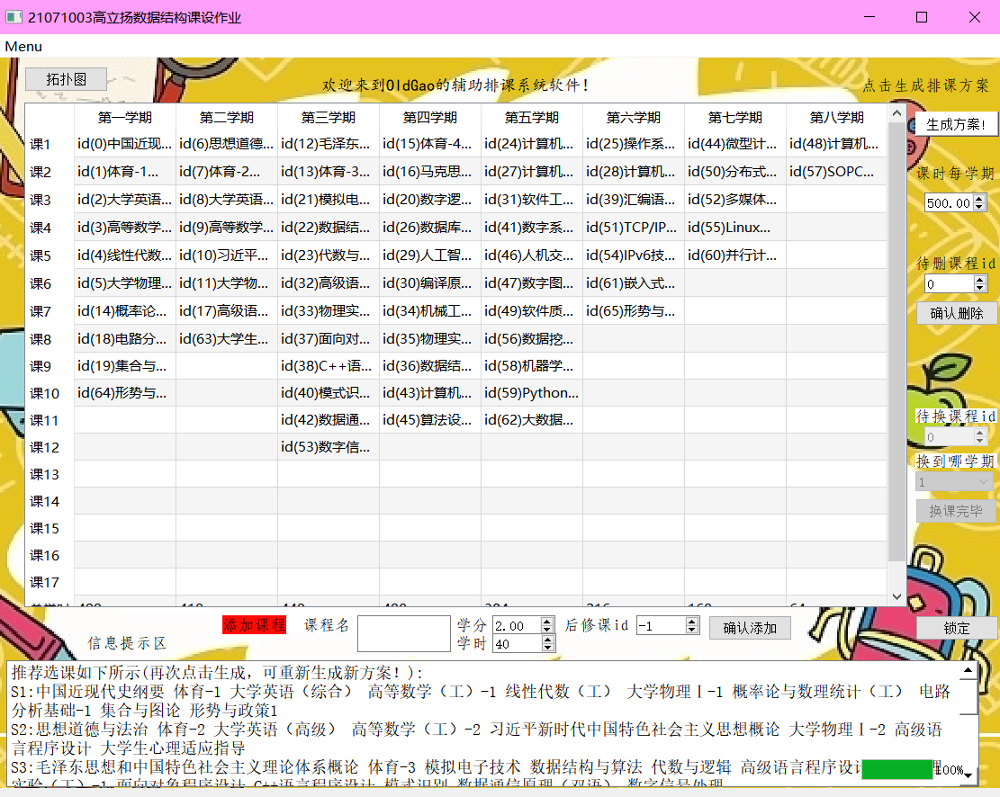 21071003高立扬数据结构课设作业
Menu
拓扑图
欢迎来到OldGao的辅助排课系统软件!
点击生成排课方案
第一学期 第二学期 第三学期 第四学期 第五学期 第六学期 第七学期 第八学期
生成方案!
课1 id(0)中国近现... id(6)思想道德... id(12)毛泽东... id(15)体育-4... id(24)计算机... id(25)操作系... id(44)微型计... id(48)计算机...
课2 id(1)体育-1... id(7)体育-2... id(13)体育-3... id(16)马克思... id(27)计算机... id(28)计算机... id(50)分布式... id(57)SOPC...
课时每学期
课3 id(2)大学英语... id(8)大学英语... id(21)模拟电... id(20)数字逻... id(31)软件工... id(39)汇编语... id(52)多媒体...
500.00
课4 id(3)高等数学... id(9)高等数学... id(22)数据结... id(26)数据库... id(41)数字系... id(51)TCP/IP... id(55)Linux...
课5 id(4)线性代数... id(10)习近平... id(23)代数与... id(29)人工智... id(46)人机交... id(54)IPv6技... id(60)并行计...
待删课程id
课6 id(5)大学物理... id(11)大学物... id(32)高级语... id(30)编译原... id(47)数字图... id(61)嵌入式...
0
课7 id(14)概率论... id(17)高级语... id(33)物理实... id(34)机械工... id(49)软件质... id(65)形势与...
确认删除
课8 id(18)电路分... id(63)大学生... id(37)面向对... id(35)物理实... id(56)数据挖...
课9 id(19)集合与... id(38)C++语... id(36)数据结... id(58)机器学...
课10 id(64)形势与... id(40)模式识... id(43)计算机... id(59)Python...
课11 id(42)数据通... id(45)算法设... id(62)大数据...
待换课程id
0
课12 id(53)数字信...
换到哪学期
课13
1
课14
换课完毕
课15
课16
课17
添加课程 课程名 学分 2.00 后修课id -1 确认添加 锁定
信息提示区 学时 40
推荐选课如下所示(再次点击生成，可重新生成新方案！):
S1:中国近现代史纲要 体育-1 大学英语（综合） 高等数学（工）-1 线性代数（工） 大学物理Ⅰ-1 概率论与数理统计（工） 电路
分析基础-1 集合与图论 形势与政策1
S2:思想道德与法治 体育-2 大学英语（高级） 高等数学（工）-2 习近平新时代中国特色社会主义思想概论 大学物理Ⅰ-2 高级语
言程序设计 大学生心理适应指导
S3:毛泽东思想和中国特色社会主义理论体系概论 体育-3 模拟电子技术 数据结构与算法 代数与逻辑 高级语言程序设计
100%
实验（工）-1 面向对象程序设计 C++语言程序设计 模式识别 数据通信原理（双语） 数字信号处理